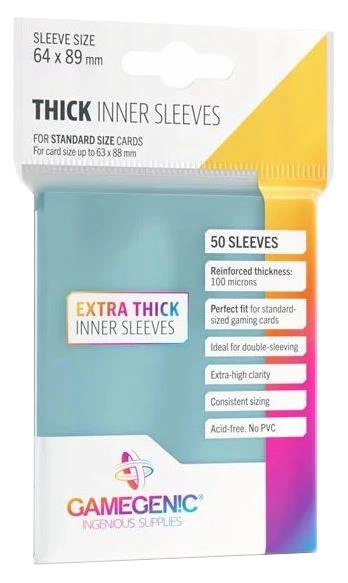 SLEEVE SIZE
64 x 89 mm
THICK INNER SLEEVES
FOR STANDARD SIZE CARDS
For card size up to 63 x 88 mm
50 SLEEVES
Reinforced thickness:
100 microns
Perfect fit for standard-
sized gaming cards
Ideal for double-sleeving
Extra-high clarity
Consistent sizing
Acid-free. No PVC
EXTRA THICK
INNER SLEEVES
GAMEGEN!C®
INGENIOUS SUPPLIES